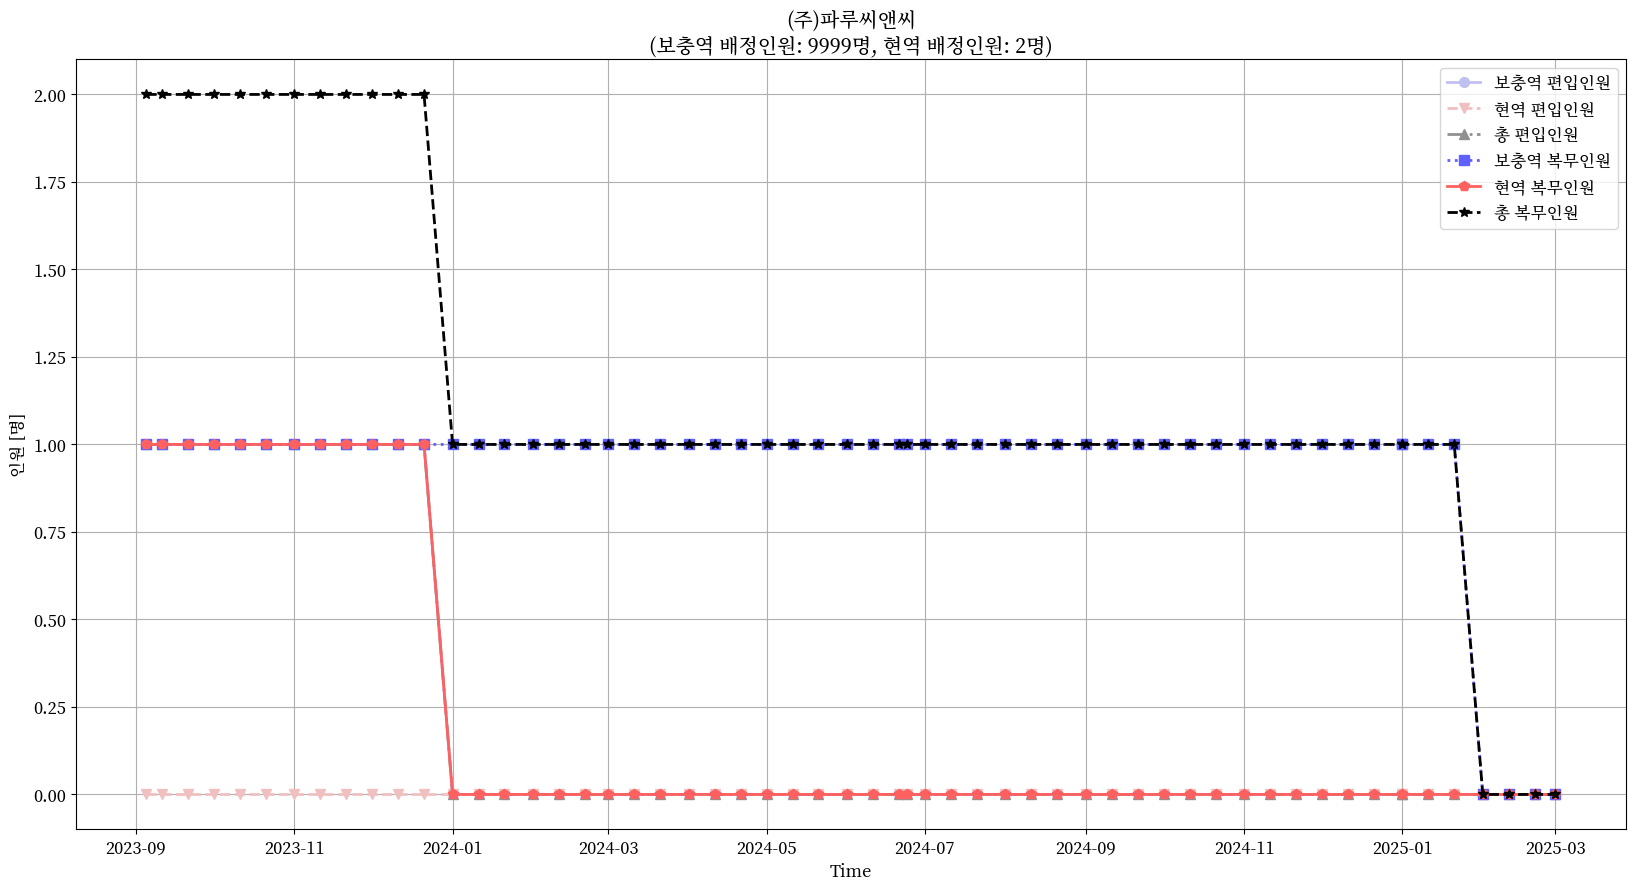 (주)파루씨앤씨
(보충역 배정인원: 9999명, 현역 배정인원: 2명)
보충역 편입인원
현역 편입인원
총 편입인원
보충역 복무인원
현역 복무인원
총 복무인원
인원 [명]
2.00
1.75
1.50
1.25
1.00
0.75
0.50
0.25
0.00
2023-09 2023-11 2024-01 2024-03 2024-05 2024-07 2024-09 2024-11 2025-01 2025-03
Time